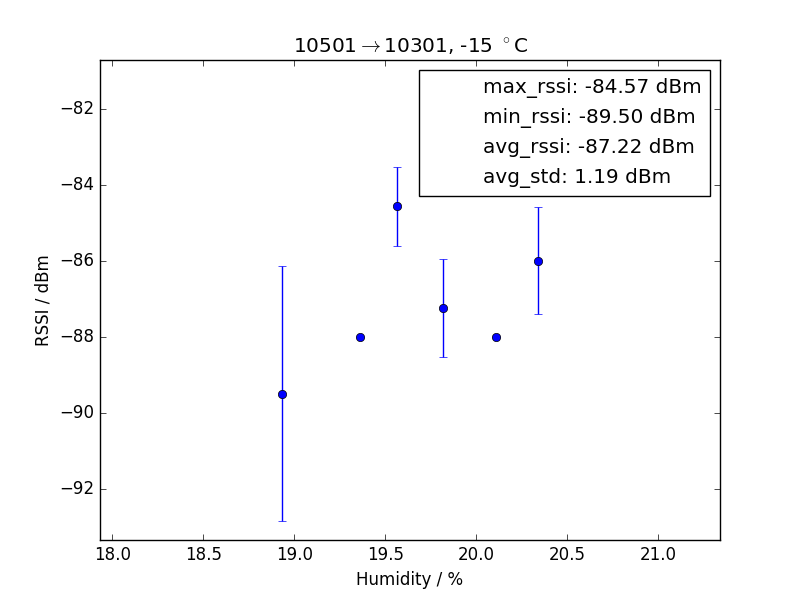 10501→10301, -15 °C
max_rssi: -84.57 dBm
min_rssi: -89.50 dBm
avg_rssi: -87.22 dBm
avg_std: 1.19 dBm
RSSI / dBm
−82
−84
−86
−88
−90
−92
18.0 18.5 19.0 19.5 20.0 20.5 21.0
Humidity / %